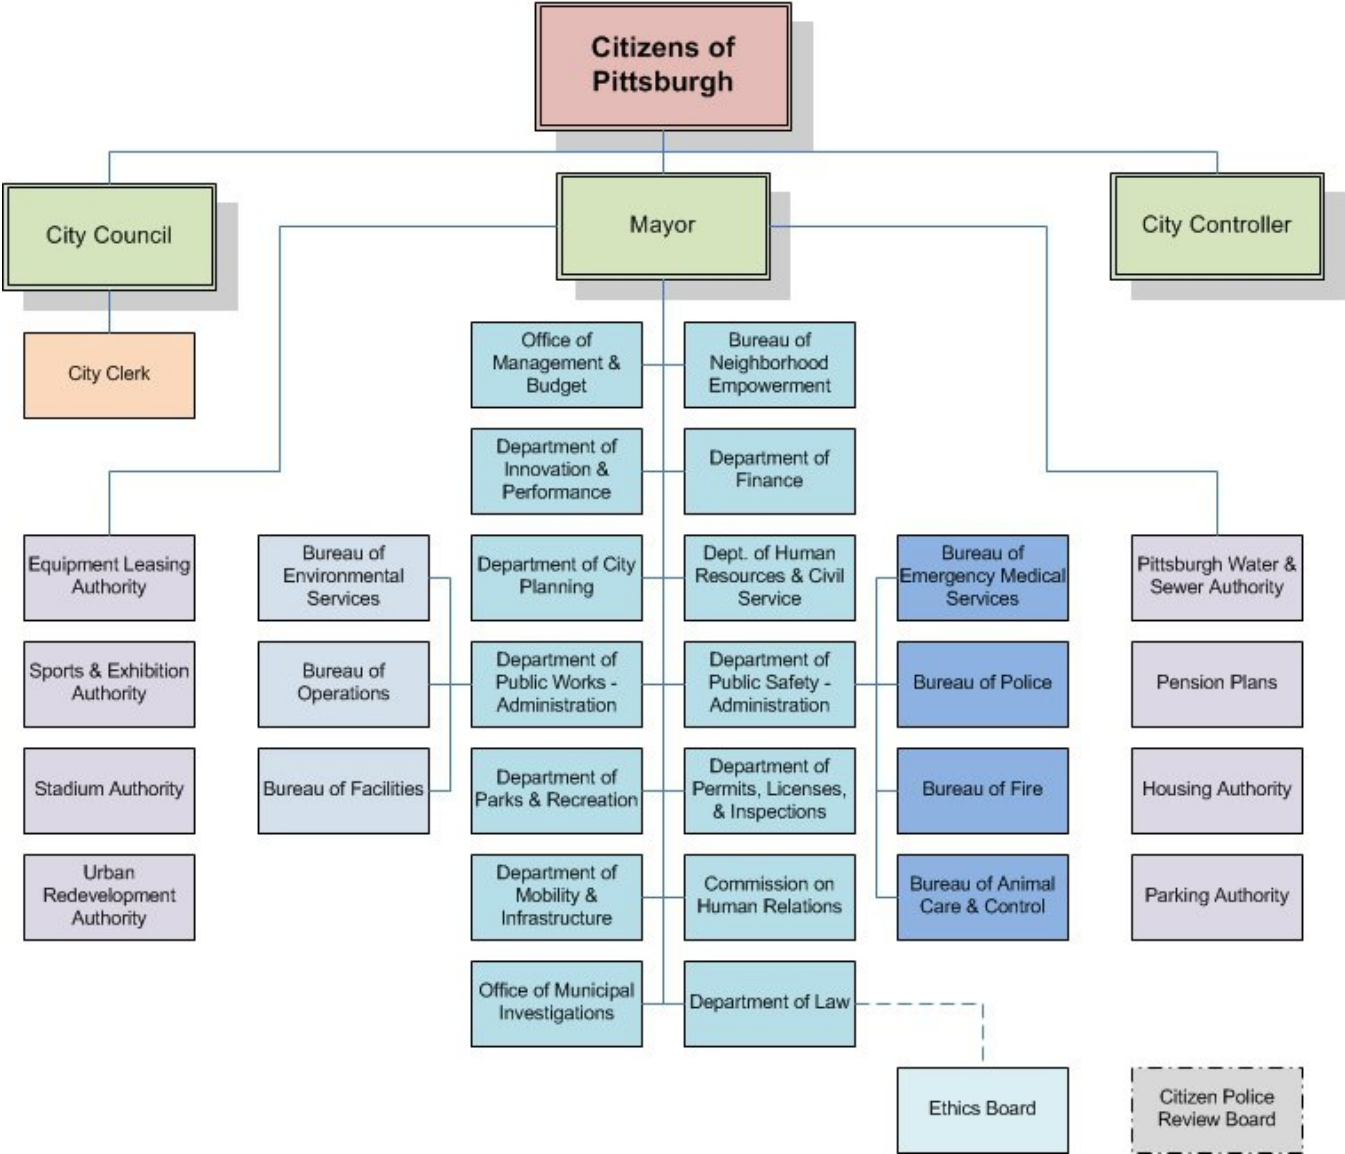 Citizens of
Pittsburgh
City Council
Mayor
City Controller
City Clerk
Office of
Management &
Budget
Bureau of
Neighborhood
Empowerment
Department of
Innovation &
Performance
Department of
Finance
Equipment Leasing
Authority
Bureau of
Environmental
Services
Department of City
Planning
Dept. of Human
Resources & Civil
Service
Bureau of
Emergency Medical
Services
Pittsburgh Water &
Sewer Authority
Sports & Exhibition
Authority
Bureau of
Operations
Department of
Public Works -
Administration
Department of
Public Safety -
Administration
Bureau of Police
Pension Plans
Stadium Authority
Bureau of Facilities
Department of
Parks & Recreation
Department of
Permits, Licenses,
& Inspections
Bureau of Fire
Housing Authority
Urban
Redevelopment
Authority
Department of
Mobility &
Infrastructure
Commission on
Human Relations
Bureau of Animal
Care & Control
Parking Authority
Office of Municipal
Investigations
Department of Law
Ethics Board
Citizen Police
Review Board